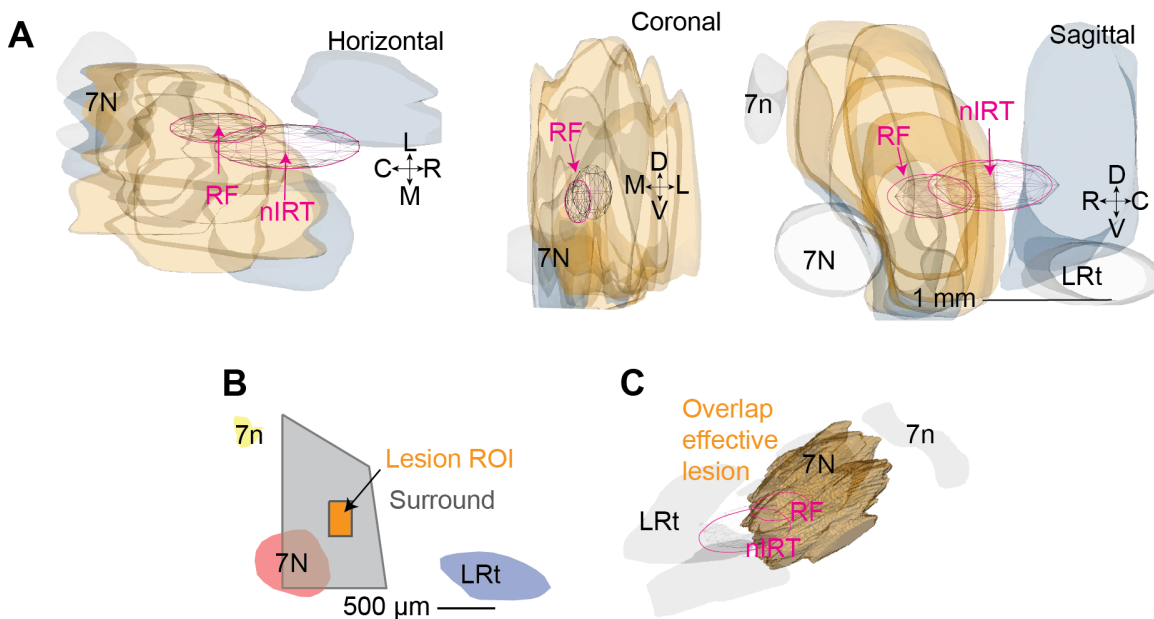 A
Horizontal
7N
RF
nIRT
L
C
R
M
Coronal
RF
D
M
L
V
7N
Sagittal
7n
nIRT
RF
D
R
C
V
7N
LRt
1 mm
B
7n
Lesion ROI
Surround
7N
LRt
500 µm
C
Overlap
effective
lesion
7n
7N
LRt
RF
nIRT